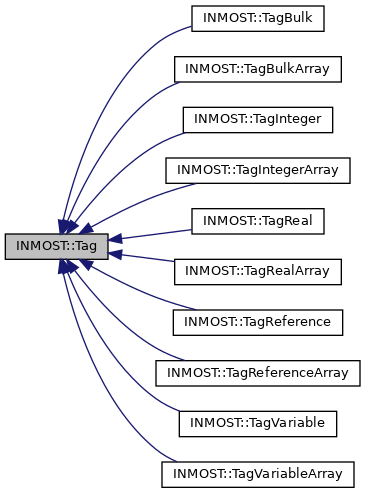 INMOST::TagBulk
INMOST::TagBulkArray
INMOST::TagInteger
INMOST::TagIntegerArray
INMOST::TagReal
INMOST::Tag
INMOST::TagRealArray
INMOST::TagReference
INMOST::TagReferenceArray
INMOST::TagVariable
INMOST::TagVariableArray